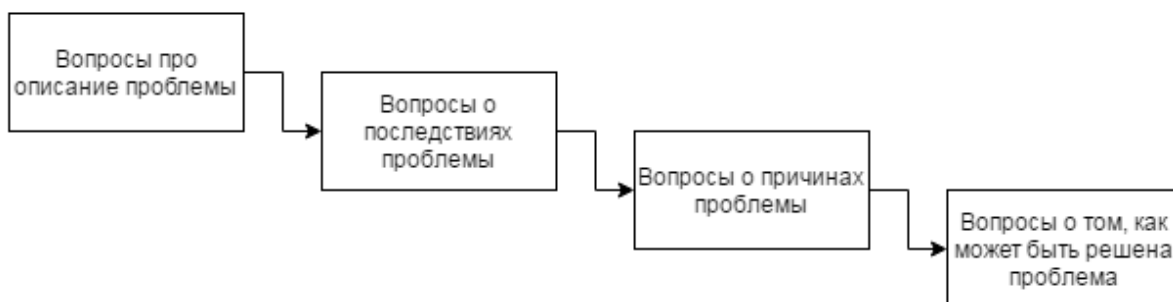 Вопросы про
описание проблемы
Вопросы о
последствиях
проблемы
Вопросы о причинах
проблемы
Вопросы о том, как
может быть решена
проблема